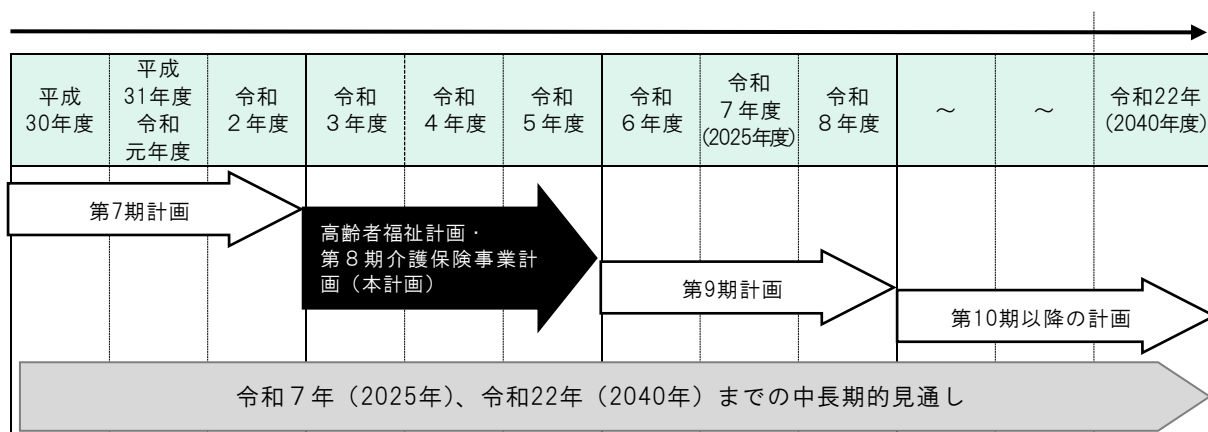 平成
30年度
平成
31年度
令和
元年度
令和
２年度
令和
３年度
令和
４年度
令和
５年度
令和
６年度
令和
７年度
(2025年度)
令和
８年度
～
～
令和22年
(2040年度)
第7期計画
高齢者福祉計画・
第８期介護保険事業計
画（本計画）
第9期計画
第10期以降の計画
令和７年（2025年）、令和22年（2040年）までの中長期的見通し